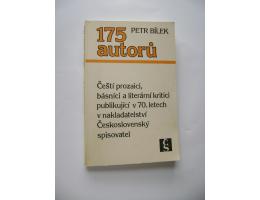 175 PETR BÍLEK
autorů
Čeští prozaici,
básníci a literární kritici
publikující v 70. letech
v nakladatelství
Československý
spisovatel